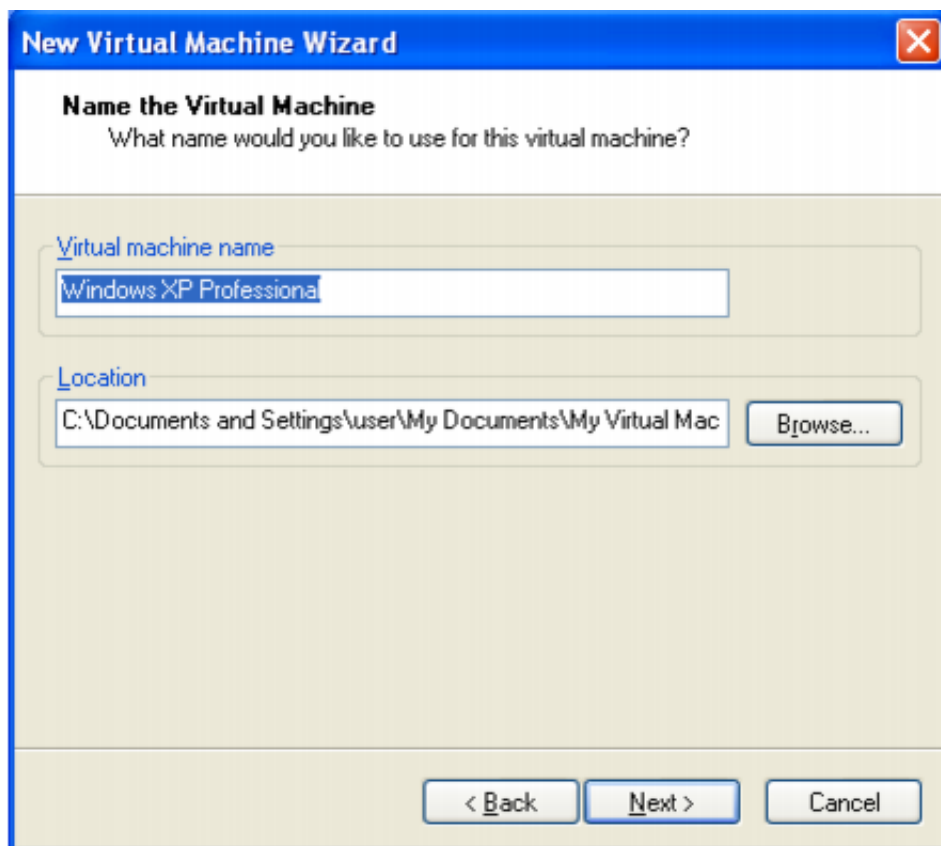 New Virtual Machine Wizard
Name the Virtual Machine
What name would you like to use for this virtual machine?
Virtual machine name
Windows XP Professional
Location
C:\Documents and Settings\user\My Documents\My Virtual Mac
Browse...
< Back
Next >
Cancel